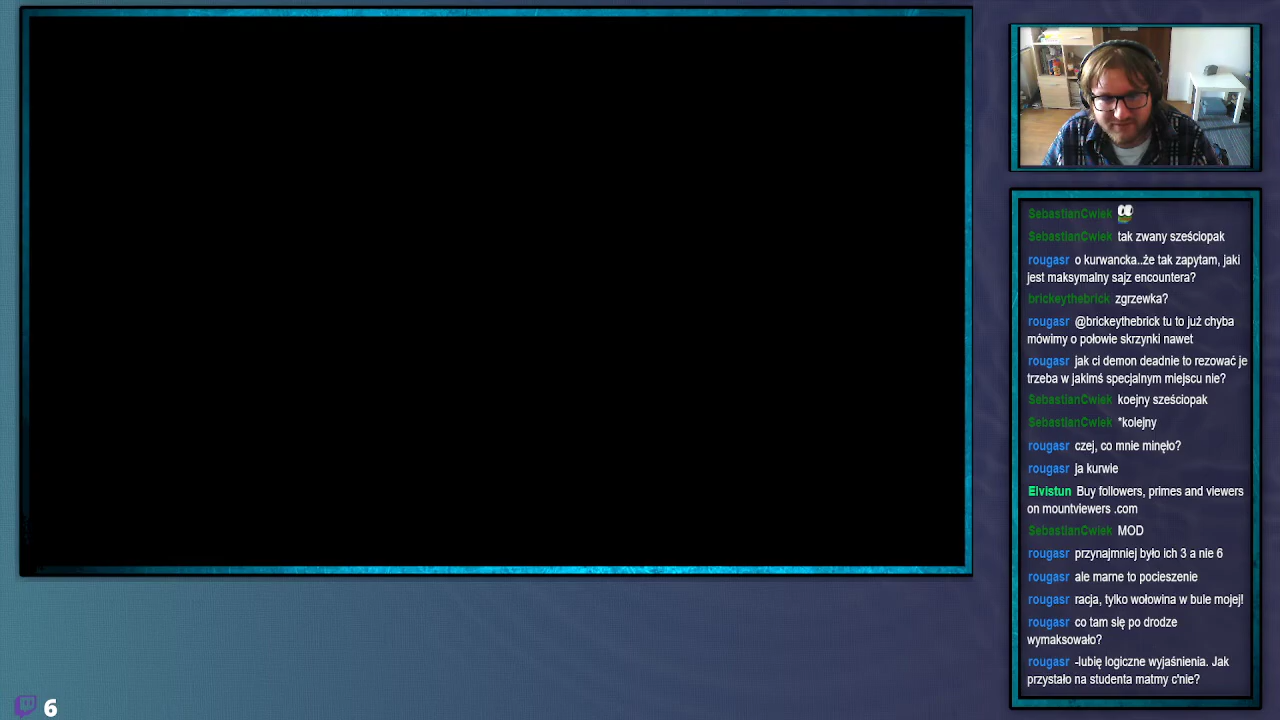 SebastianCwiek
SebastianCwiek tak zwany sześciopak
rougasr o kurwancka..że tak zapytam, jaki
jest maksymalny sajz encountera?
brickeythebrick zgrzewka?
rougasr @brickeythebrick tu to już chyba
mówimy o połowie skrzynki nawet
rougasr jak ci demon deadnie to rezować je
trzeba w jakimś specjalnym miejscu nie?
SebastianCwiek koejny sześciopak
SebastianCwiek *kolejny
rougasr czej, co mnie minęło?
rougasr ja kurwie
Elvistun Buy followers, primes and viewers
on mountviewers .com
SebastianCwiek MOD
rougasr przynajmniej było ich 3 a nie 6
rougasr ale marne to pocieszenie
rougasr racja, tylko wołowina w bule mojej!
rougasr co tam się po drodze
wymaksowało?
rougasr -lubię logiczne wyjaśnienia. Jak
przystało na studenta matmy c'nie?
6